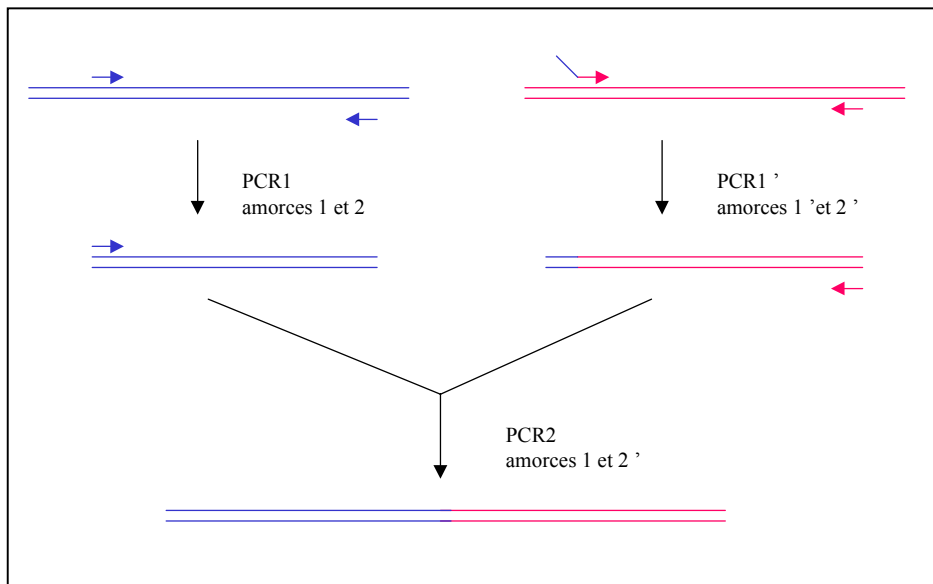 PCR1
amorces 1 et 2
PCR1 ’
amorces 1 ’et 2 ’
PCR2
amorces 1 et 2 ’